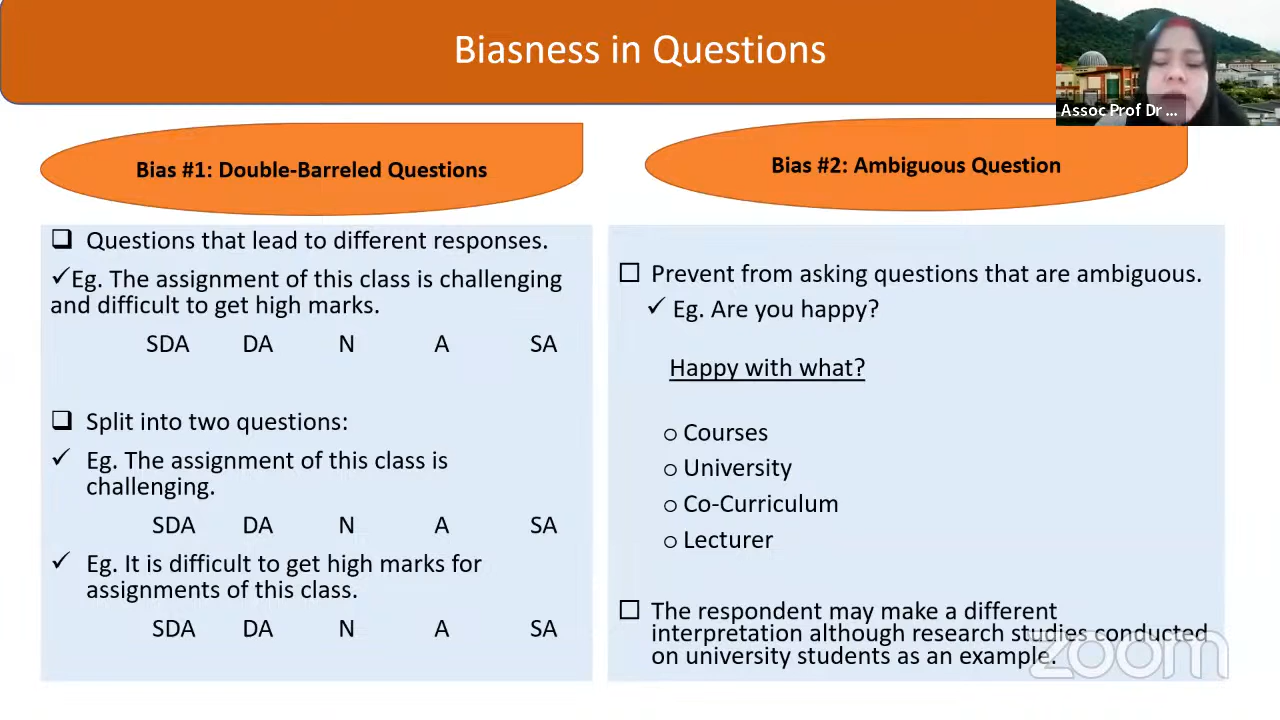 Biasness in Questions
Assoc Prof Dr ...
Bias #1: Double-Barreled Questions
Questions that lead to different responses.
Eg. The assignment of this class is challenging
and difficult to get high marks.
SDA DA N A SA
Split into two questions:
Eg. The assignment of this class is
challenging.
SDA DA N A SA
Eg. It is difficult to get high marks for
assignments of this class.
SDA DA N A SA
Bias #2: Ambiguous Question
Prevent from asking questions that are ambiguous.
Eg. Are you happy?
Happy with what?
Courses
University
Co-Curriculum
Lecturer
The respondent may make a different
interpretation although research studies conducted
on university students as an example.
zoom